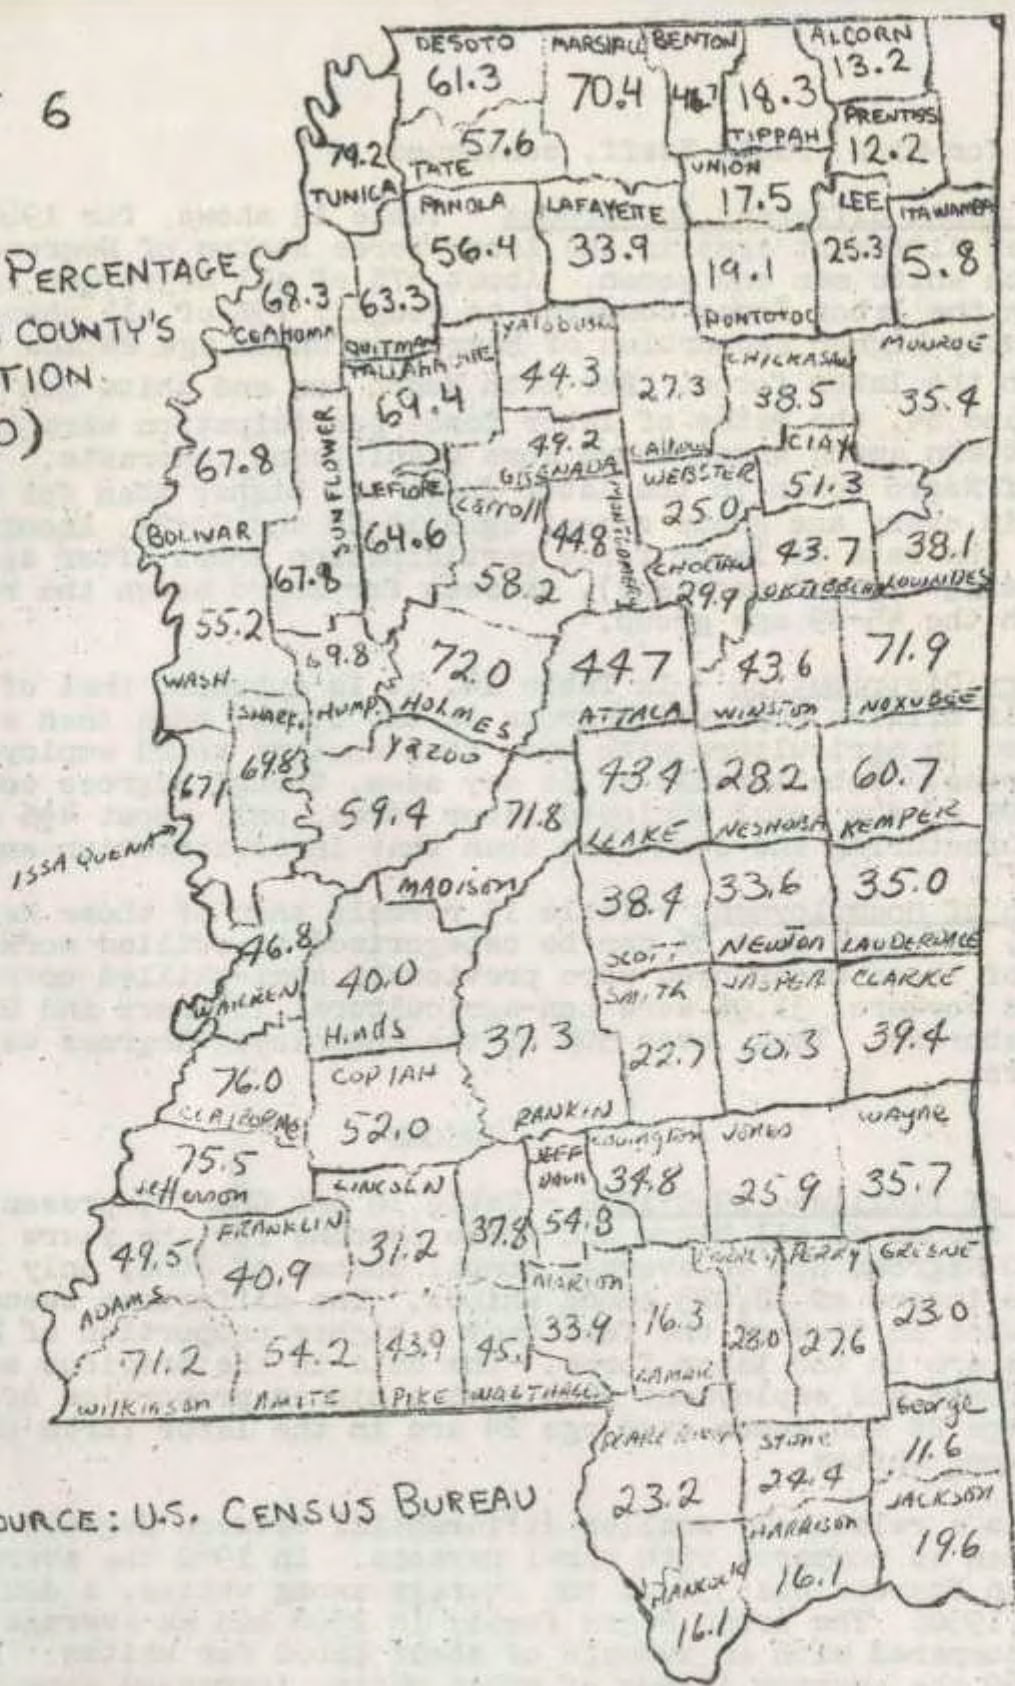 6
PERCENTAGE
COUNTY'S
TION
O)
DESOTO
61.3
MARSHALL
70.4
BENTON
46.7
18.3
TIPPAH
ALCORN
13.2
PRENTISS
12.2
79.2
TUNICA
57.6
TATE
UNION
17.5
LEE
25.3
ITAWAMBA
5.8
PANOLA
56.4
LAFAYETTE
33.9
19.1
PONTOTOC
68.3
COAHOMA
63.3
QUITMAN
TALLAHATCHIE
69.4
YALOBUSHA
44.3
27.3
CALHOUN
CHICKASAW
38.5
MONROE
35.4
67.8
BOLIVAR
SUNFLOWER
67.8
LEFLORE
64.6
49.2
GRENADA
Carroll
58.2
44.8
MONTGOMERY
WEBSTER
25.0
CLAY
51.3
CHOCTAW
29.9
43.7
OKTIBBEHA
38.1
LOWNDES
55.2
WASH.
69.8
HUMP.
72.0
HOLMES
44.7
ATTALA
43.6
WINSTON
71.9
NOXUBEE
SHARK.
69.8
67.1
ISSAQUENA
YAZOO
59.4
71.8
MADISON
43.4
LEAKE
28.2
NESHOBA
60.7
KEMPER
38.4
SCOTT
33.6
NEWTON
35.0
LAUDERDALE
46.8
WARREN
40.0
HINDS
37.3
RANKIN
SMITH
22.7
JASPER
50.3
CLARKE
39.4
76.0
CLAIBORNE
COPIAH
52.0
75.5
Jefferson
LINCOLN
31.2
37.8
JEFF
DAVIS
54.8
COVINGTON
34.8
JONES
25.9
WAYNE
35.7
49.5
ADAMS
FRANKLIN
40.9
71.2
WILKINSON
54.2
AMITE
43.9
PIKE
45.
WALTHALL
MARION
33.9
16.3
LAMAR
28.0
PERRY
27.6
GREENE
23.0
PEARL RIVER
23.2
STONE
24.4
George
11.6
JACKSON
19.6
HARRISON
16.1
HANCOCK
16.1
OURCE: U.S. CENSUS BUREAU